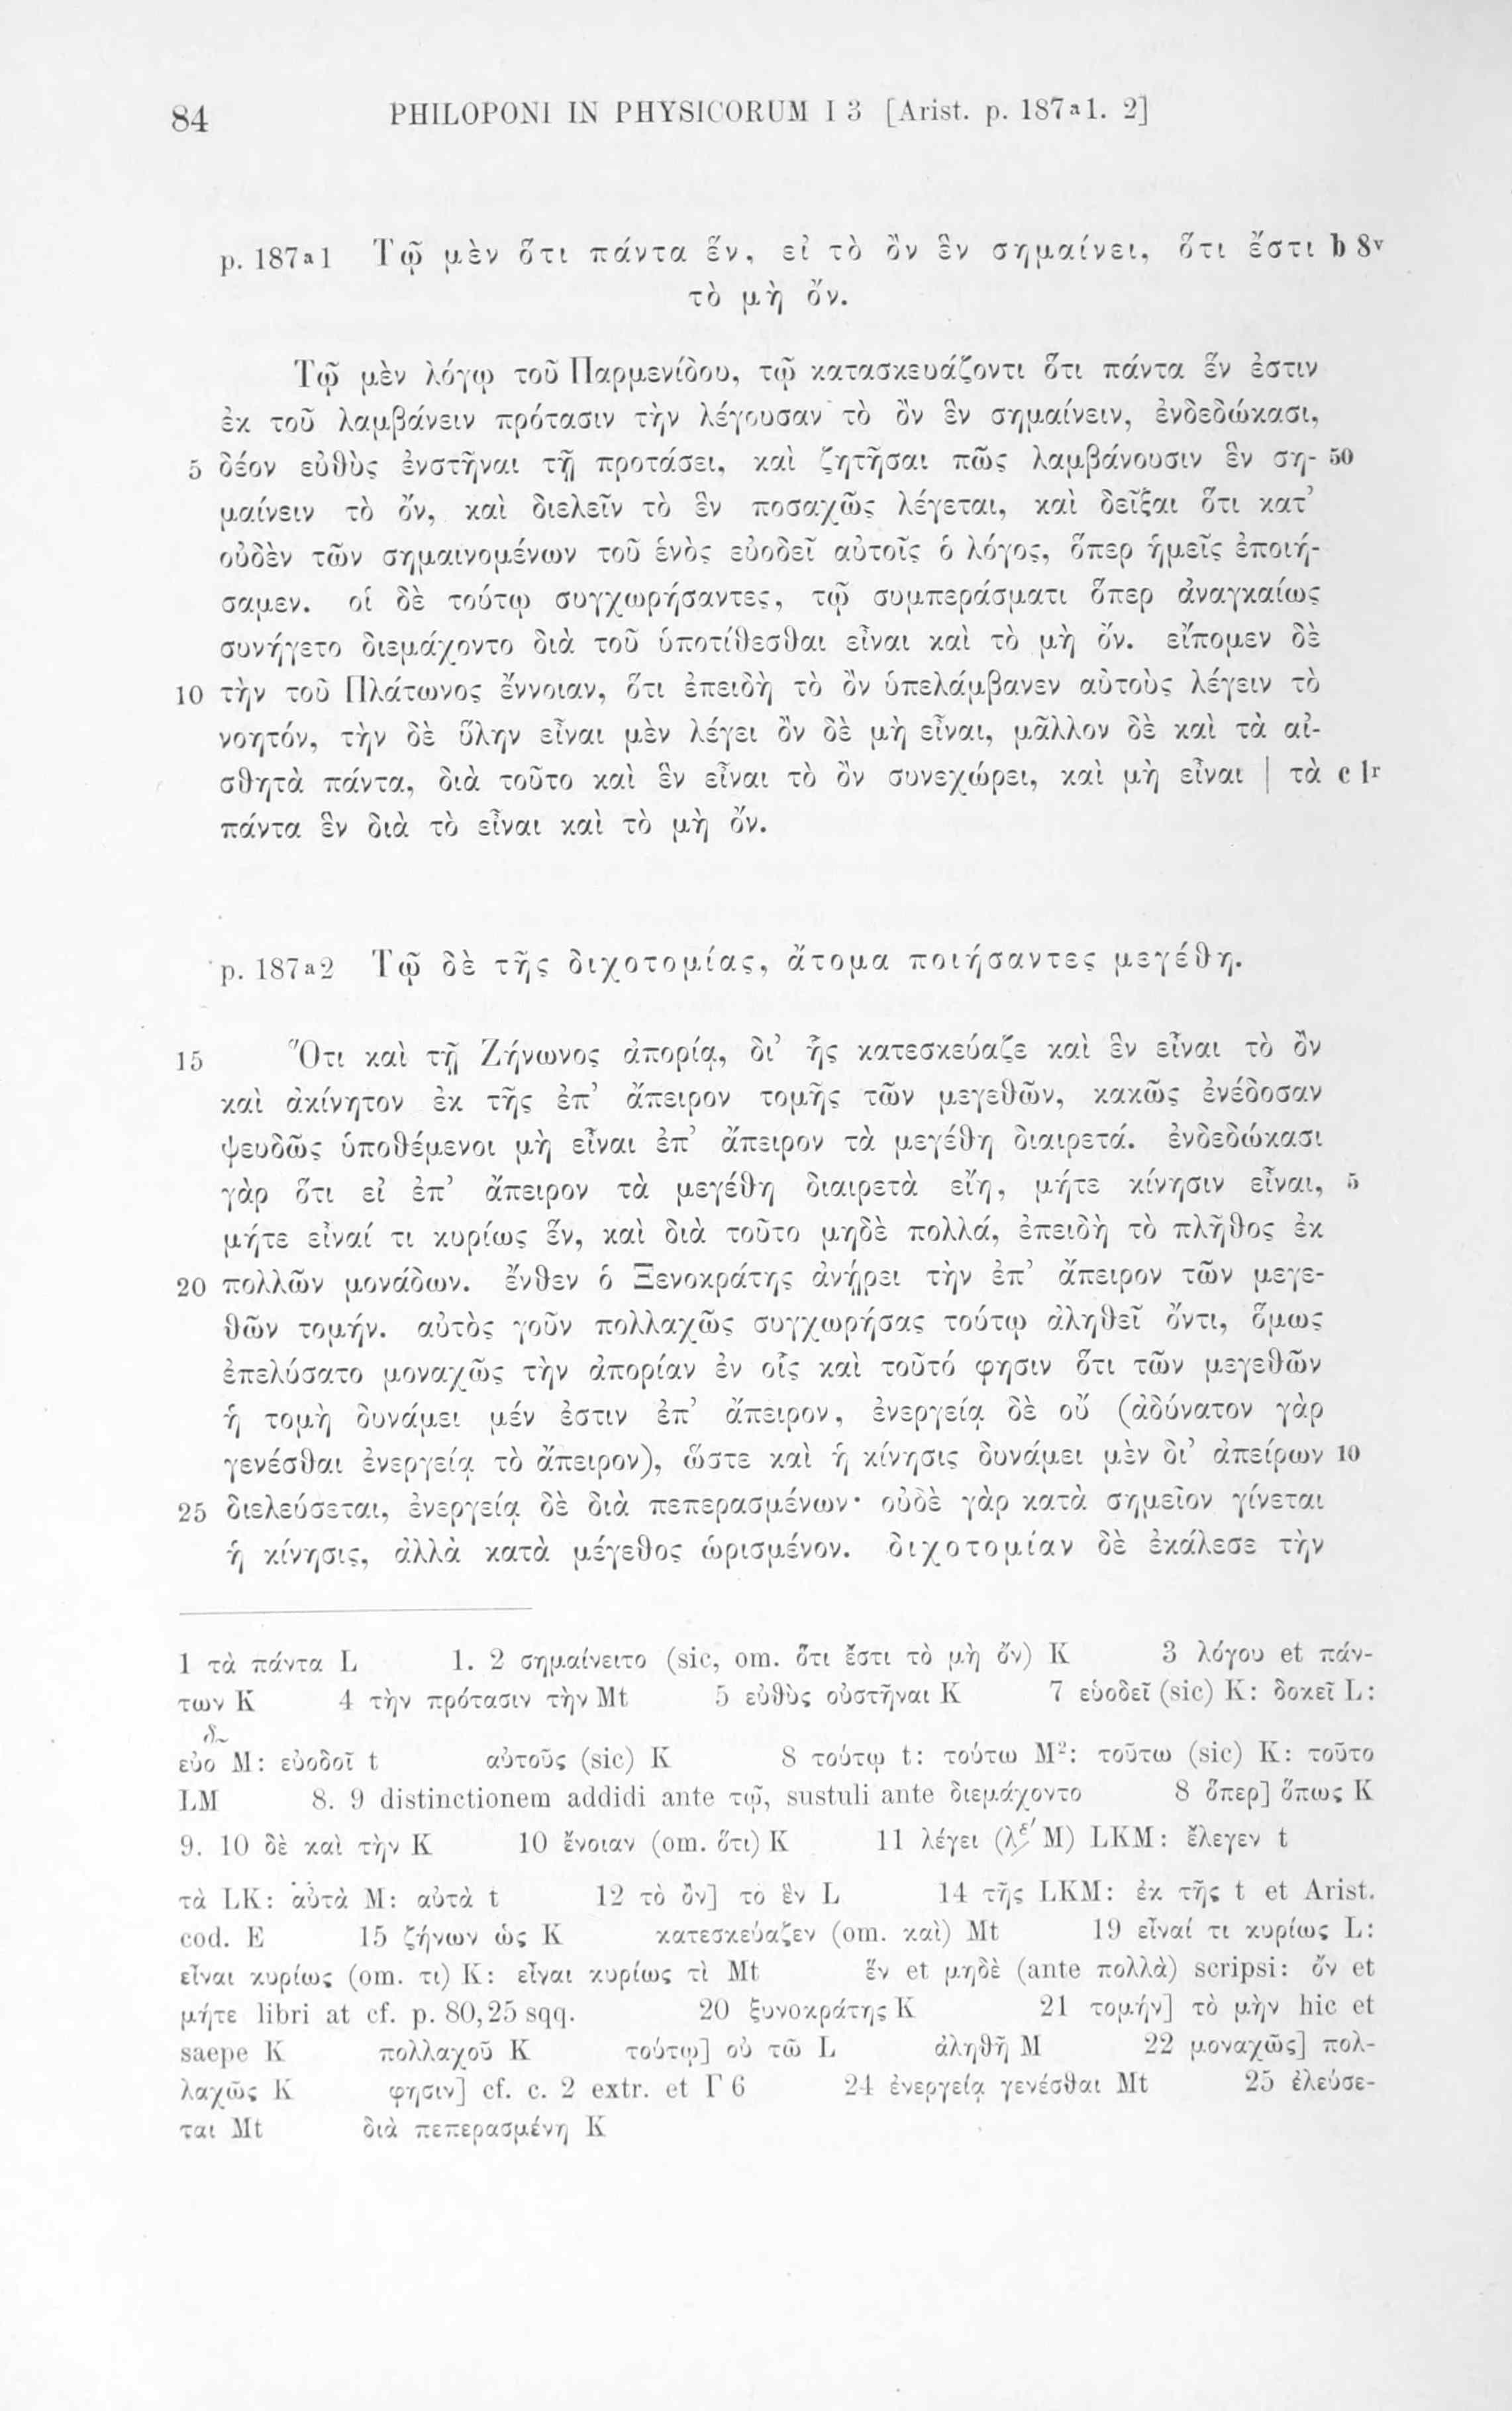 84 PHILOPONI IN PHYSICORUM I 3 [Arist. p. 187ᵃ1. 2]
p. 187ᵃ1 Τῷ μὲν ὅτι πάντα ἕν, εἰ τὸ ὂν ἓν σημαίνει, ὅτι ἔστι b 8ᵛ
τὸ μὴ ὄν.
Τῷ μὲν λόγῳ τοῦ Παρμενίδου, τῷ κατασκευάζοντι ὅτι πάντα ἕν ἐστιν
ἐκ τοῦ λαμβάνειν πρότασιν τὴν λέγουσαν τὸ ὂν ἓν σημαίνειν, ἐνδεδώκασι,
5 δέον εὐθὺς ἐνστῆναι τῇ προτάσει, καὶ ζητῆσαι πῶς λαμβάνουσιν ἓν ση- 50
μαίνειν τὸ ὄν, καὶ διελεῖν τὸ ἓν ποσαχῶς λέγεται, καὶ δεῖξαι ὅτι κατ’
οὐδὲν τῶν σημαινομένων τοῦ ἑνὸς εὐοδεῖ αὐτοῖς ὁ λόγος, ὅπερ ἡμεῖς ἐποιή-
σαμεν. οἱ δὲ τούτῳ συγχωρήσαντες, τῷ συμπεράσματι ὅπερ ἀναγκαίως
συνήγετο διεμάχοντο διὰ τοῦ ὑποτίθεσθαι εἶναι καὶ τὸ μὴ ὄν. εἴπομεν δὲ
10 τὴν τοῦ Πλάτωνος ἔννοιαν, ὅτι ἐπειδὴ τὸ ὂν ὑπελάμβανεν αὐτοὺς λέγειν τὸ
νοητόν, τὴν δὲ ὕλην εἶναι μὲν λέγει ὂν δὲ μὴ εἶναι, μᾶλλον δὲ καὶ τὰ αἰ-
σθητὰ πάντα, διὰ τοῦτο καὶ ἓν εἶναι τὸ ὂν συνεχώρει, καὶ μὴ εἶναι | τὰ c 1ʳ
πάντα ἓν διὰ τὸ εἶναι καὶ τὸ μὴ ὄν.
p. 187ᵃ2 Τῷ δὲ τῆς διχοτομίας, ἄτομα ποιήσαντες μεγέθη.
15 Ὅτι καὶ τῇ Ζήνωνος ἀπορίᾳ, δι’ ἧς κατεσκεύαζε καὶ ἓν εἶναι τὸ ὂν
καὶ ἀκίνητον ἐκ τῆς ἐπ’ ἄπειρον τομῆς τῶν μεγεθῶν, κακῶς ἐνέδοσαν
ψευδῶς ὑποθέμενοι μὴ εἶναι ἐπ’ ἄπειρον τὰ μεγέθη διαιρετά. ἐνδεδώκασι
γὰρ ὅτι εἰ ἐπ’ ἄπειρον τὰ μεγέθη διαιρετὰ εἴη, μήτε κίνησιν εἶναι, 5
μήτε εἶναί τι κυρίως ἕν, καὶ διὰ τοῦτο μηδὲ πολλά, ἐπειδὴ τὸ πλῆθος ἐκ
20 πολλῶν μονάδων. ἔνθεν ὁ Ξενοκράτης ἀνῄρει τὴν ἐπ’ ἄπειρον τῶν μεγε-
θῶν τομήν. αὐτὸς γοῦν πολλαχῶς συγχωρήσας τούτῳ ἀληθεῖ ὄντι, ὅμως
ἐπελύσατο μοναχῶς τὴν ἀπορίαν ἐν οἷς καὶ τοῦτό φησιν ὅτι τῶν μεγεθῶν
ἡ τομὴ δυνάμει μέν ἐστιν ἐπ’ ἄπειρον, ἐνεργείᾳ δὲ οὔ (ἀδύνατον γὰρ
γενέσθαι ἐνεργείᾳ τὸ ἄπειρον), ὥστε καὶ ἡ κίνησις δυνάμει μὲν δι’ ἀπείρων 10
25 διελεύσεται, ἐνεργείᾳ δὲ διὰ πεπερασμένων· οὐδὲ γὰρ κατὰ σημεῖον γίνεται
ἡ κίνησις, ἀλλὰ κατὰ μέγεθος ὡρισμένον. διχοτομίαν δὲ ἐκάλεσε τὴν
1 τὰ πάντα L 1. 2 σημαίνειτο (sic, om. ὅτι ἔστι τὸ μὴ ὄν) K 3 λόγου et πάν-
των K 4 τὴν πρότασιν τὴν Mt 5 εὐθὺς οὐστῆναι K 7 εὑοδεῖ (sic) K: δοκεῖ L:
εὐο M: εὐοδοῖ t αὐτοῦς (sic) K 8 τούτῳ t: τούτω M²: τοῦτω (sic) K: τοῦτο
LM 8. 9 distinctionem addidi ante τῷ, sustuli ante διεμάχοντο 8 ὅπερ] ὅπως K
9. 10 δὲ καὶ τὴν K 10 ἔνοιαν (om. ὅτι) K 11 λέγει (λέ M) LKM: ἔλεγεν t
τὰ LK: αὐτὰ M: αὐτὰ t 12 τὸ ὂν] το ἓν L 14 τῆς LKM: ἐκ τῆς t et Arist.
cod. E 15 ζήνων ὡς K κατεσκεύαζεν (om. καὶ) Mt 19 εἶναί τι κυρίως L:
εἶναι κυρίως (om. τι) K: εἶναι κυρίως τὶ Mt ἕν et μηδὲ (ante πολλὰ) scripsi: ὄν et
μήτε libri at cf. p. 80,25 sqq. 20 ξυνοκράτης K 21 τομήν] τὸ μὴν hic et
saepe K πολλαχοῦ K τούτῳ] οὐ τῶ L ἀληθῆ M 22 μοναχῶς] πολ-
λαχῶς K φησιν] cf. c. 2 extr. et Γ 6 24 ἐνεργείᾳ γενέσθαι Mt 25 ἐλεύσε-
ται Mt διὰ πεπερασμένη K